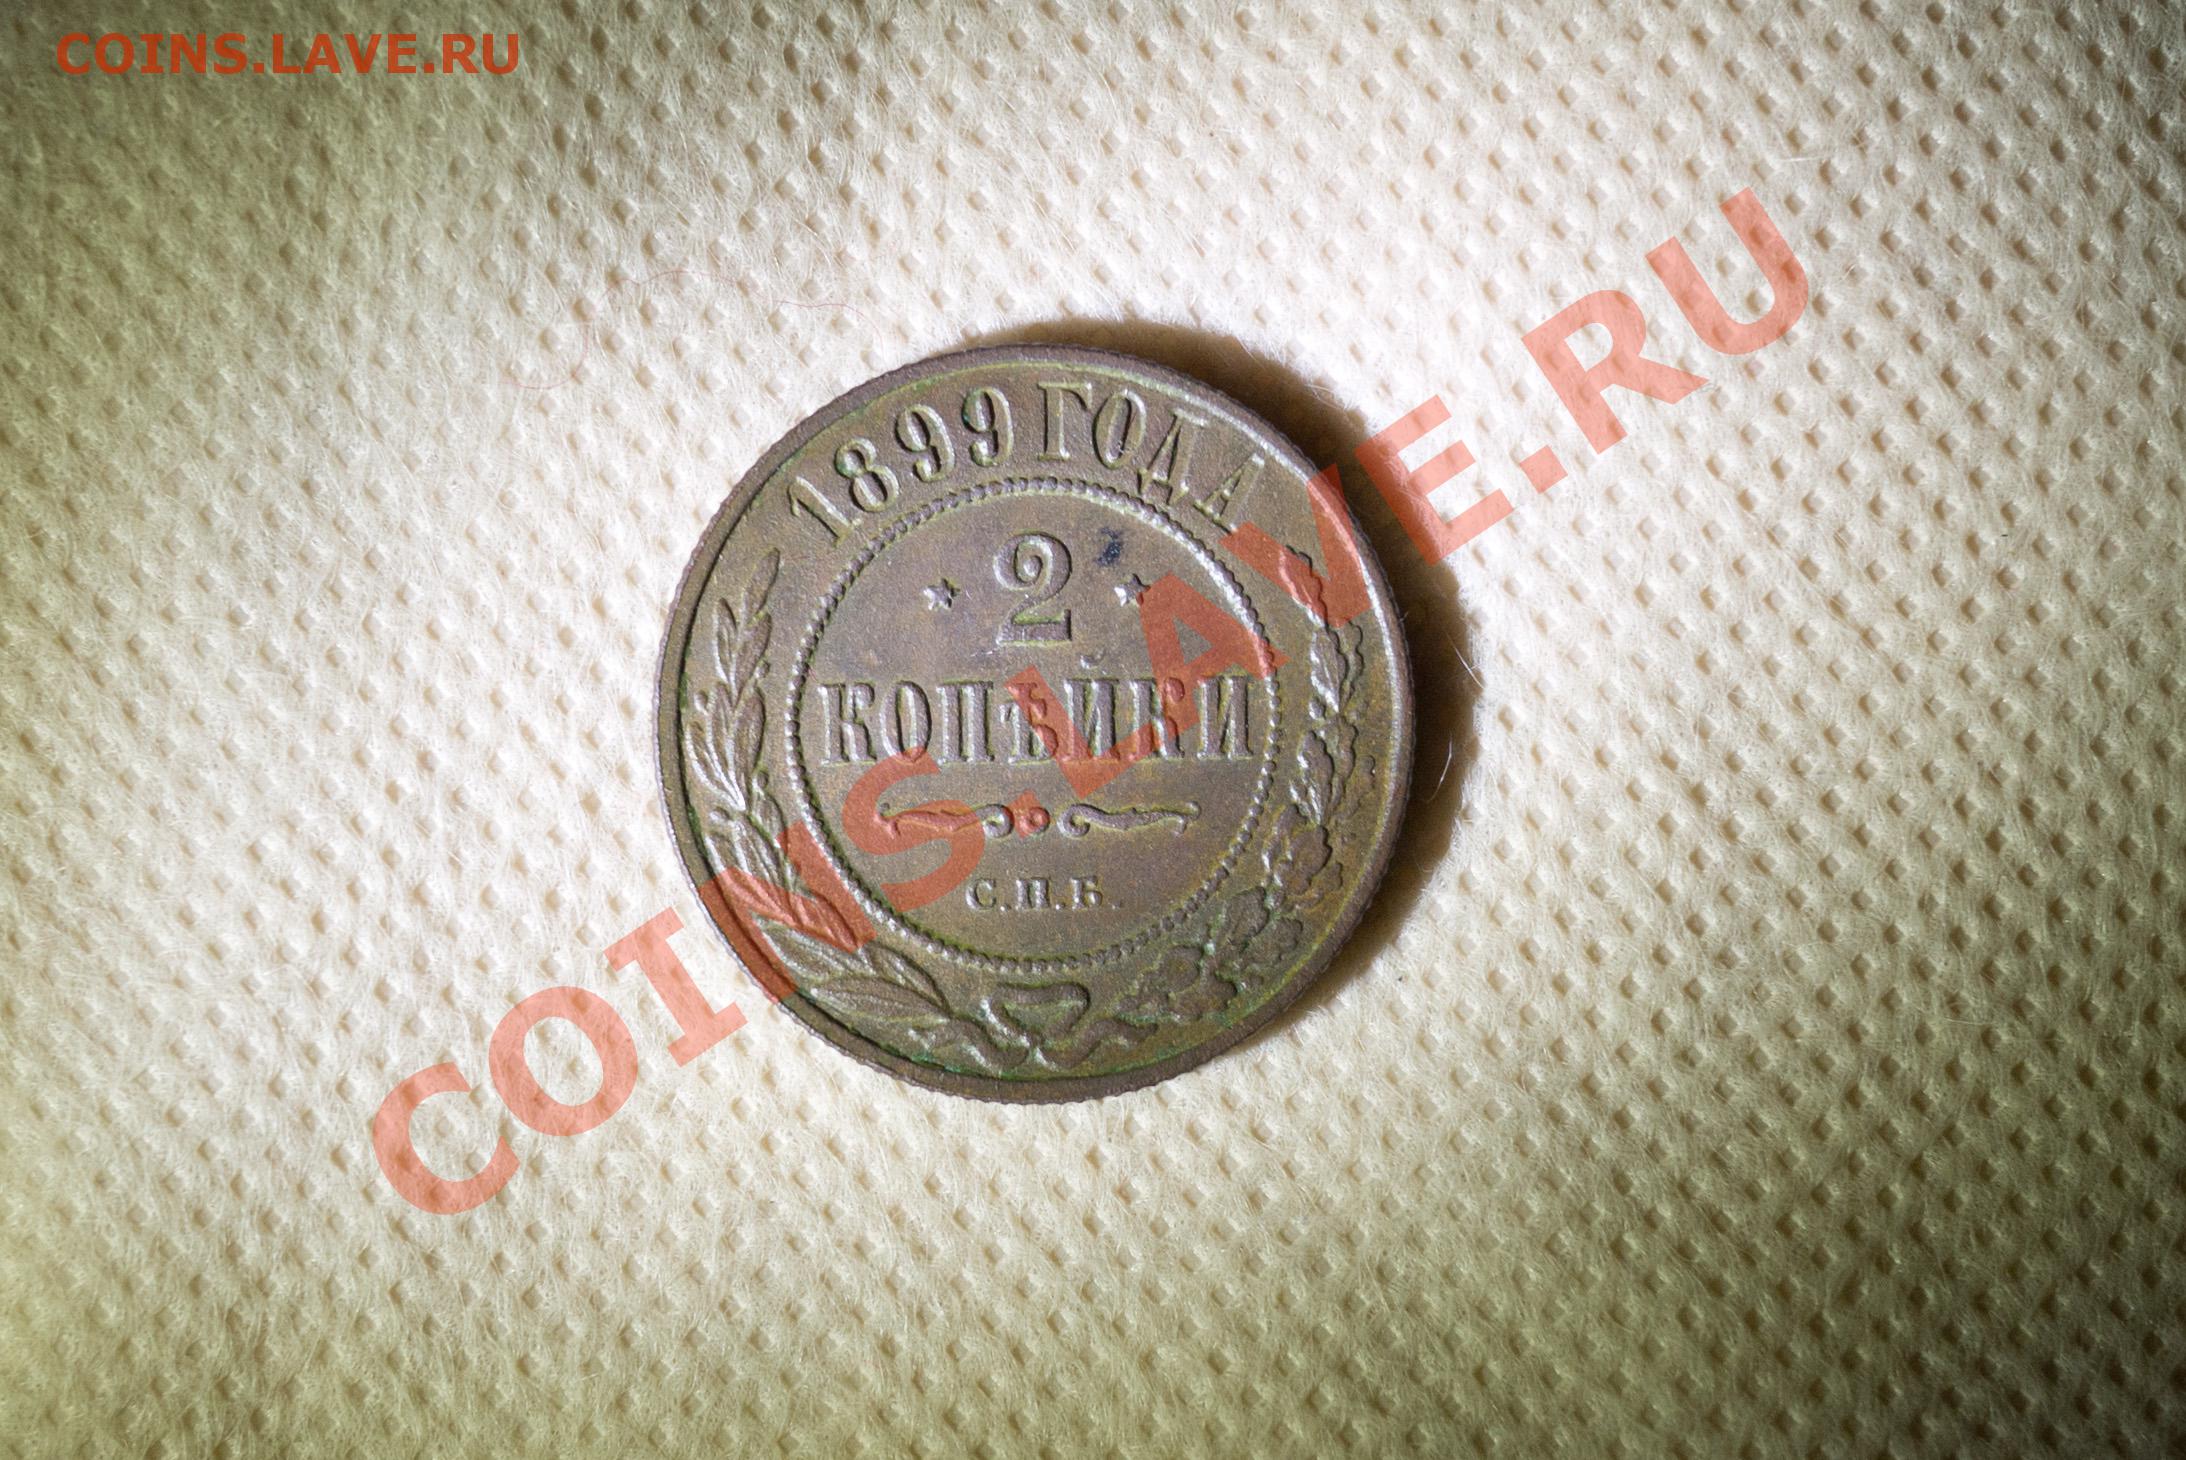 COINS.LAVE.RU
1899 ГОДА
2
КОПѢЙКИ
С.П.Б.
COINS.LAVE.RU